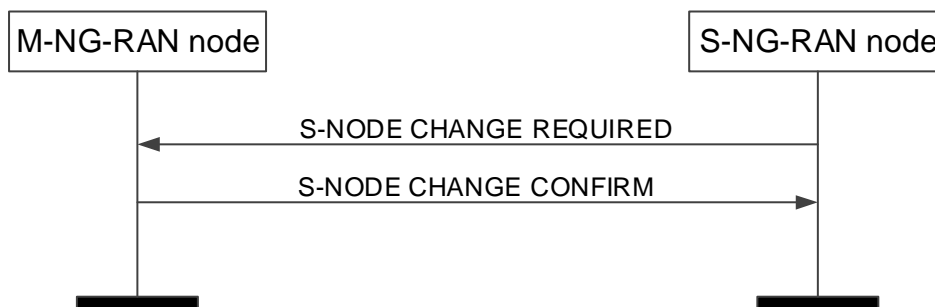 M-NG-RAN node
S-NG-RAN node
S-NODE CHANGE REQUIRED
S-NODE CHANGE CONFIRM